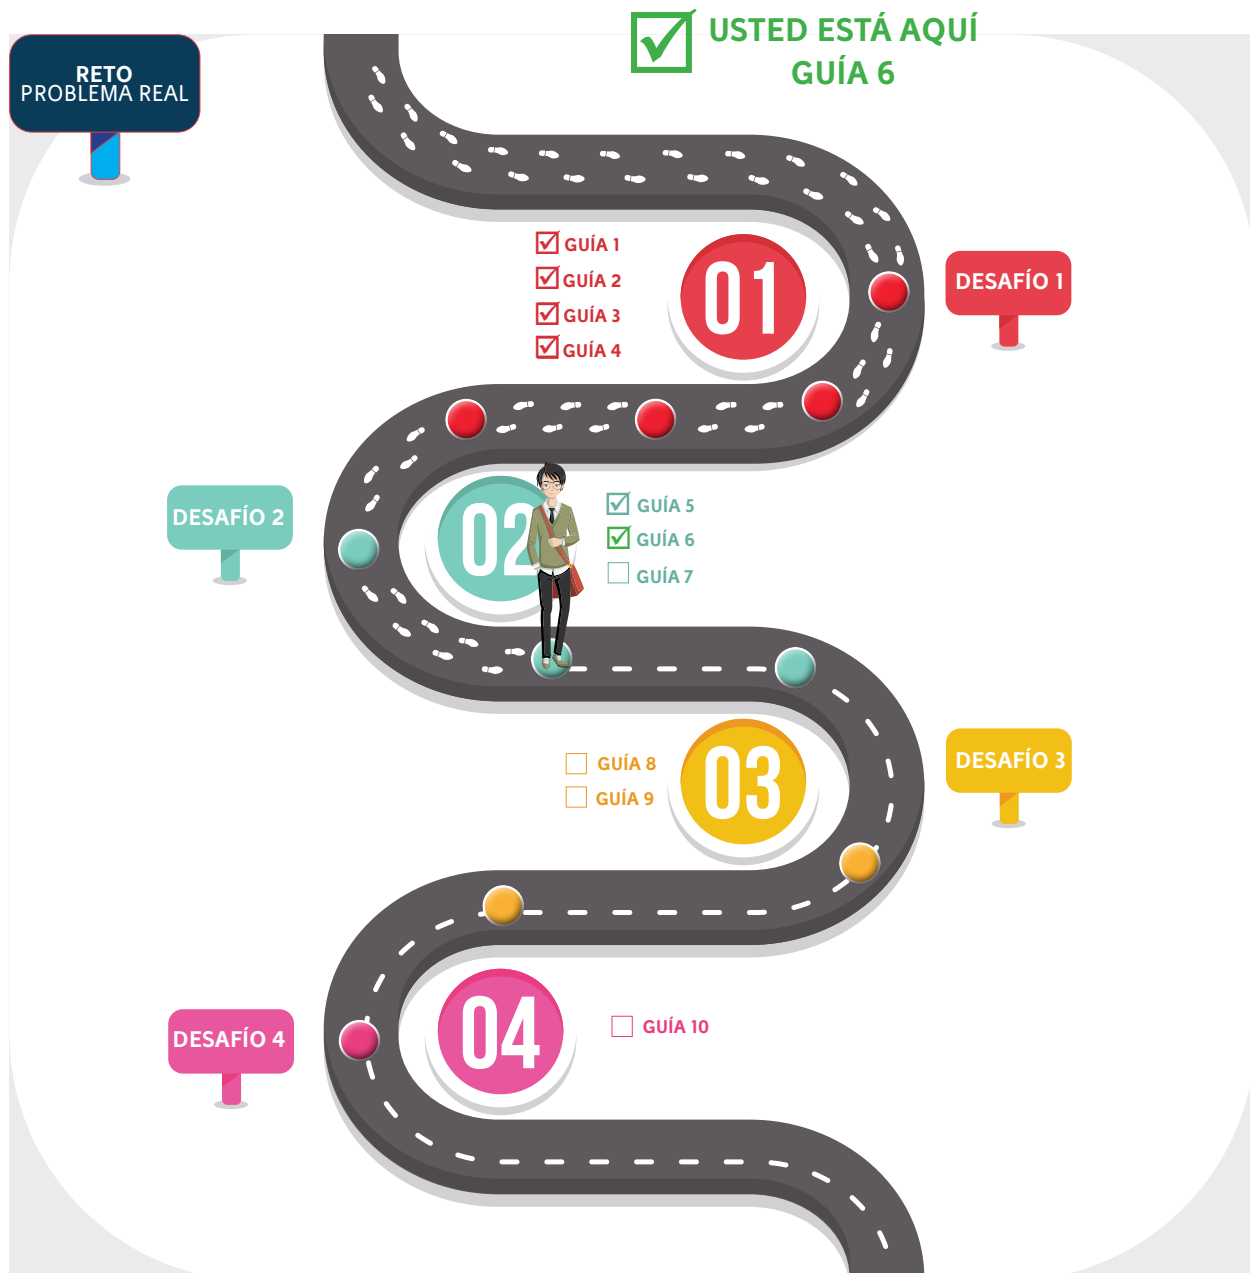 USTED ESTÁ AQUÍ
GUÍA 6
RETO
PROBLEMA REAL
GUÍA 1
GUÍA 2
GUÍA 3
GUÍA 4
01
DESAFÍO 1
DESAFÍO 2
02
GUÍA 5
GUÍA 6
GUÍA 7
GUÍA 8
GUÍA 9
03
DESAFÍO 3
DESAFÍO 4
04
GUÍA 10